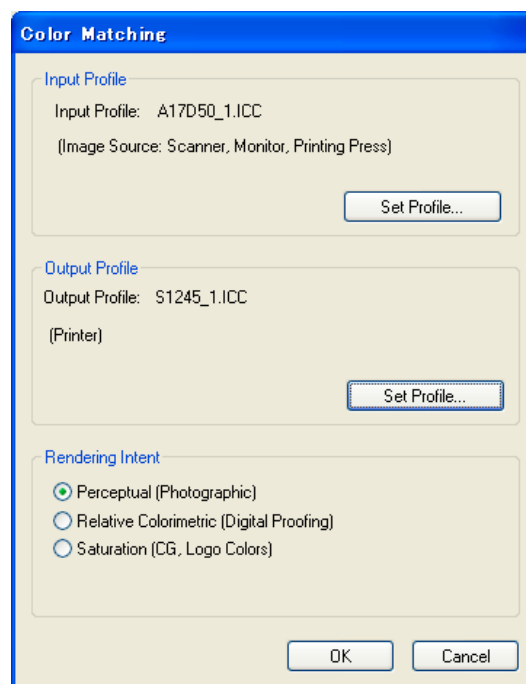 Color Matching
Input Profile
Input Profile: A17D50_1.ICC
(Image Source: Scanner, Monitor, Printing Press)
Set Profile...
Output Profile
Output Profile: S1245_1.ICC
(Printer)
Set Profile...
Rendering Intent
Perceptual (Photographic)
Relative Colorimetric (Digital Proofing)
Saturation (CG, Logo Colors)
OK Cancel